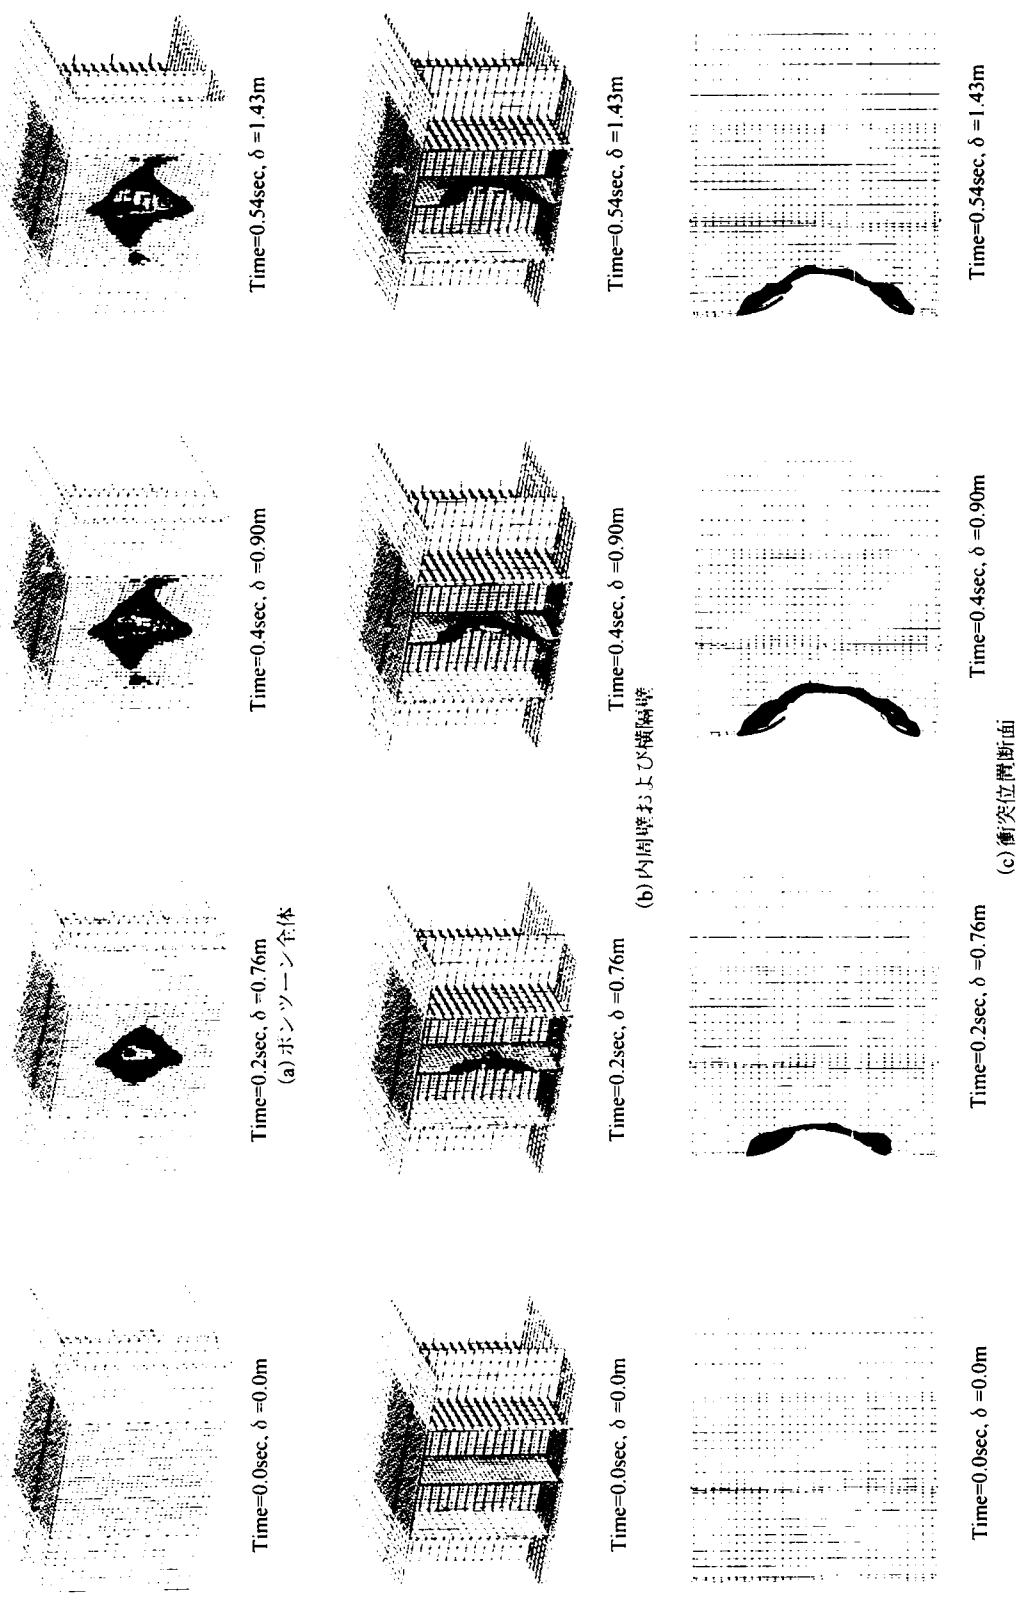 Time=0.0sec, δ=0.0m
Time=0.2sec, δ=0.76m
Time=0.4sec, δ=0.90m
Time=0.54sec, δ=1.43m
(a) ポンツーン全体
Time=0.0sec, δ=0.0m
Time=0.2sec, δ=0.76m
Time=0.4sec, δ=0.90m
Time=0.54sec, δ=1.43m
(b) 内周壁および横隔壁
Time=0.0sec, δ=0.0m
Time=0.2sec, δ=0.76m
Time=0.4sec, δ=0.90m
Time=0.54sec, δ=1.43m
(c) 衝突位置断面